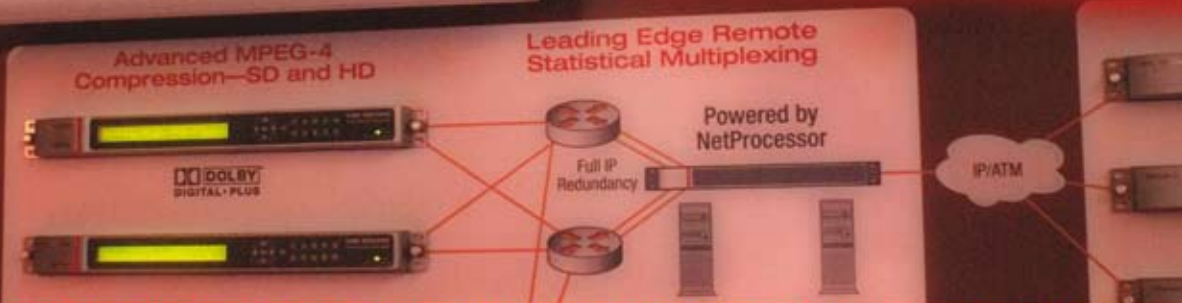 Advanced MPEG-4
Compression—SD and HD
DOLBY
DIGITAL·PLUS
Leading Edge Remote
Statistical Multiplexing
Full IP
Redundancy
Powered by
NetProcessor
IP/ATM